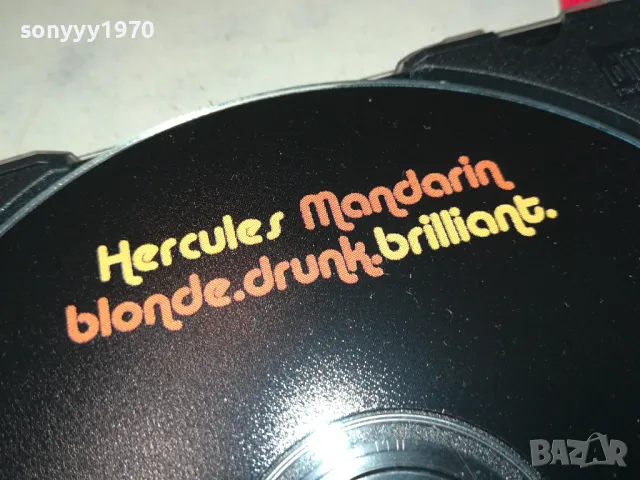 sonyyy1970
Hercules Mandarin
blonde.drunk.brilliant.
BAZAR